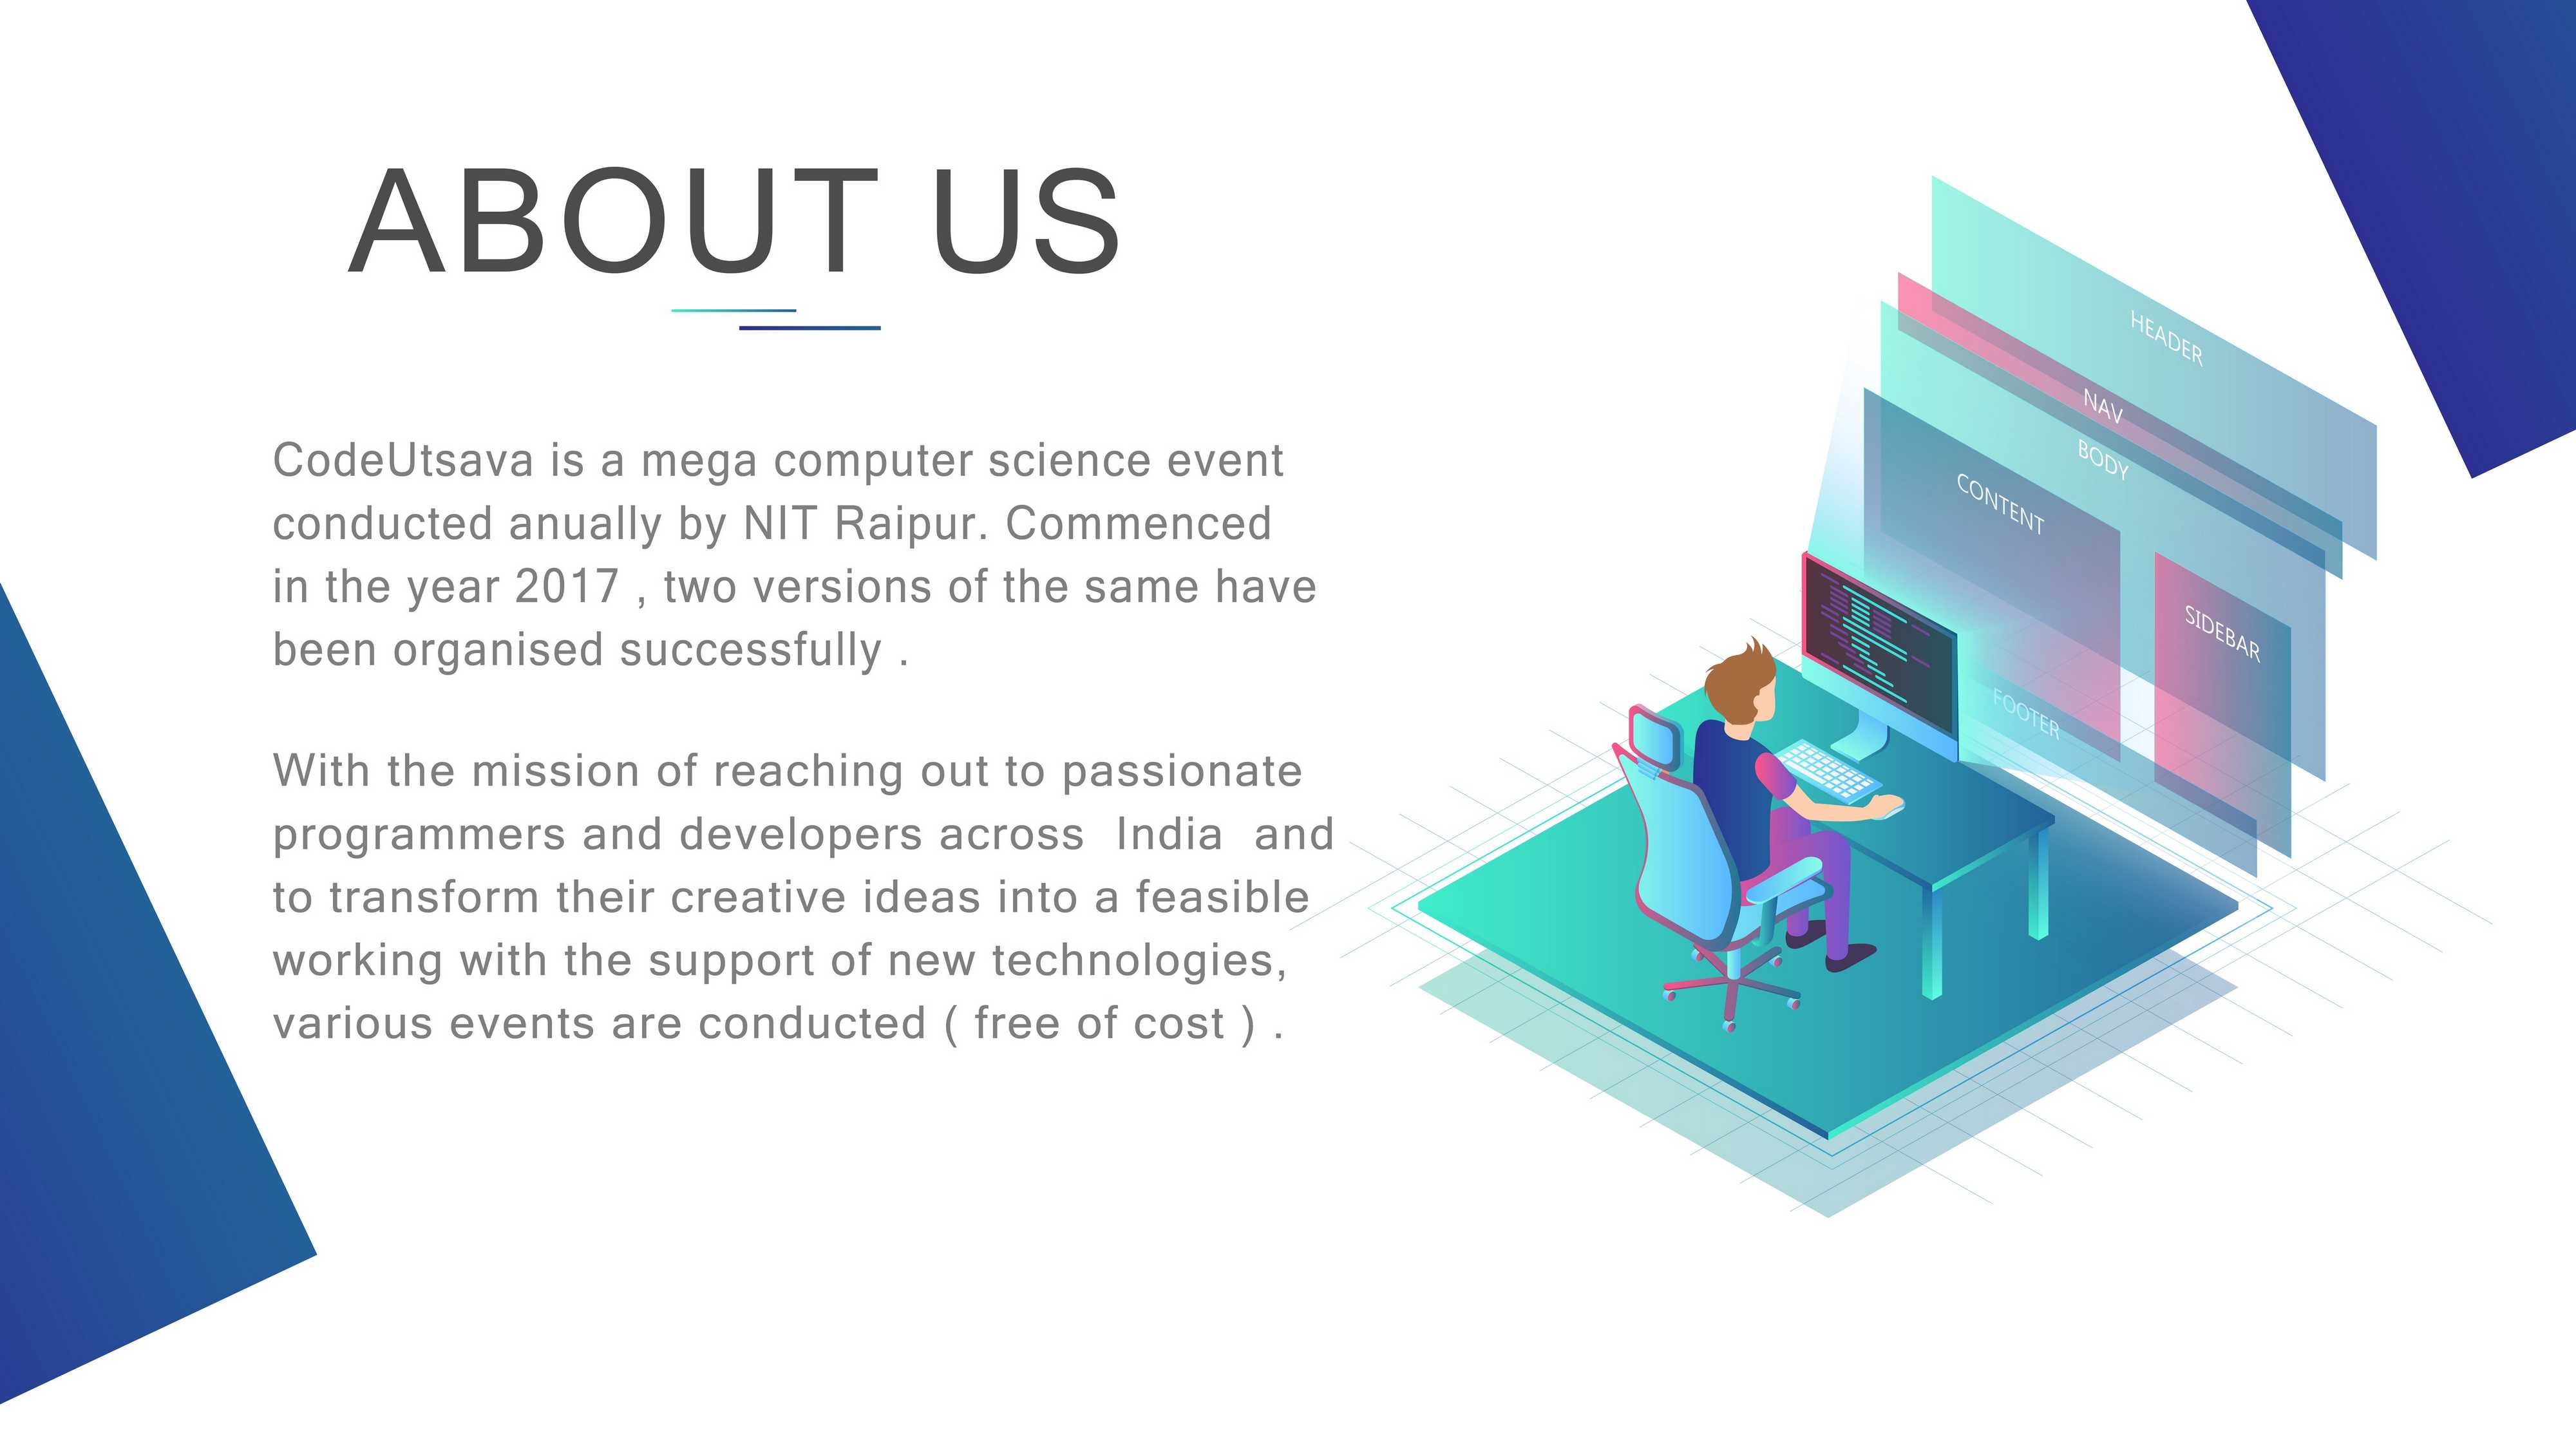 ABOUT US
CodeUtsava is a mega computer science event
conducted anually by NIT Raipur. Commenced
in the year 2017 , two versions of the same have
been organised successfully .
With the mission of reaching out to passionate
programmers and developers across India and
to transform their creative ideas into a feasible
working with the support of new technologies,
various events are conducted ( free of cost ) .
HEADER
NAV
BODY
CONTENT
SIDEBAR
FOOTER